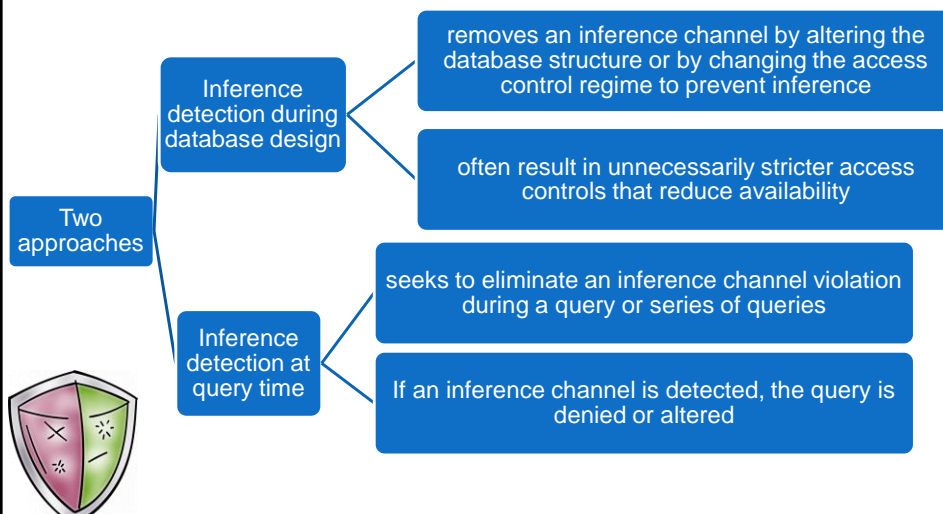 Two
approaches
Inference
detection during
database design
removes an inference channel by altering the
database structure or by changing the access
control regime to prevent inference
often result in unnecessarily stricter access
controls that reduce availability
Inference
detection at
query time
seeks to eliminate an inference channel violation
during a query or series of queries
If an inference channel is detected, the query is
denied or altered